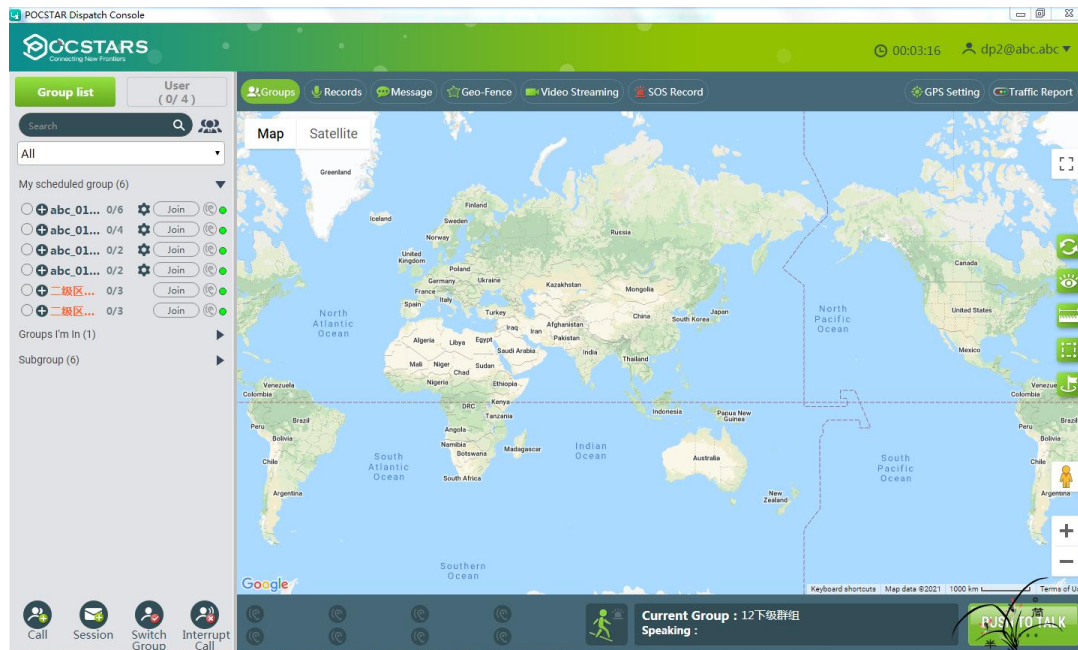 POCSTAR Dispatch Console
POCSTARS
Connecting New Frontiers
00:03:16 dp2@abc.abc
Group list
User
( 0/ 4 )
Groups Records Message Geo-Fence Video Streaming SOS Record GPS Setting Traffic Report
Search
All
My scheduled group (6)
abc_01... 0/6 Join
abc_01... 0/4 Join
abc_01... 0/2 Join
abc_01... 0/2 Join
二级区... 0/3 Join
二级区... 0/3 Join
Groups I'm In (1)
Subgroup (6)
Map Satellite
Greenland
Iceland
Finland
Sweden
Norway
Russia
United
Kingdom
Poland
Germany
Ukraine
France
Kazakhstan
Mongolia
Spain
Italy
Turkey
China
South Korea
Japan
Canada
United States
Mexico
North
Atlantic
Ocean
North
Pacific
Ocean
Algeria
Libya
Egypt
Iraq
Iran
Afghanistan
Pakistan
Saudi Arabia
India
Thailand
Mali
Niger
Chad
Sudan
Nigeria
Ethiopia
Venezuela
Colombia
DRC
Kenya
Tanzania
Indonesia
Papua New
Guinea
Venezue
Colombia
Peru
Brazil
Bolivia
Angola
Namibia
Botswana
Madagascar
Indian
Ocean
Australia
Peru
Brazil
Bolivia
Chile
South
Atlantic
Ocean
South Africa
South
Pacific
Ocean
Chile
Argentina
New
Zealand
Argentina
Southern
Ocean
Google
Keyboard shortcuts Map data ©2021 1000 km Terms of U
Call
Session
Switch
Group
Interrupt
Call
Current Group : 12下级群组
Speaking :
PUSH TO TALK